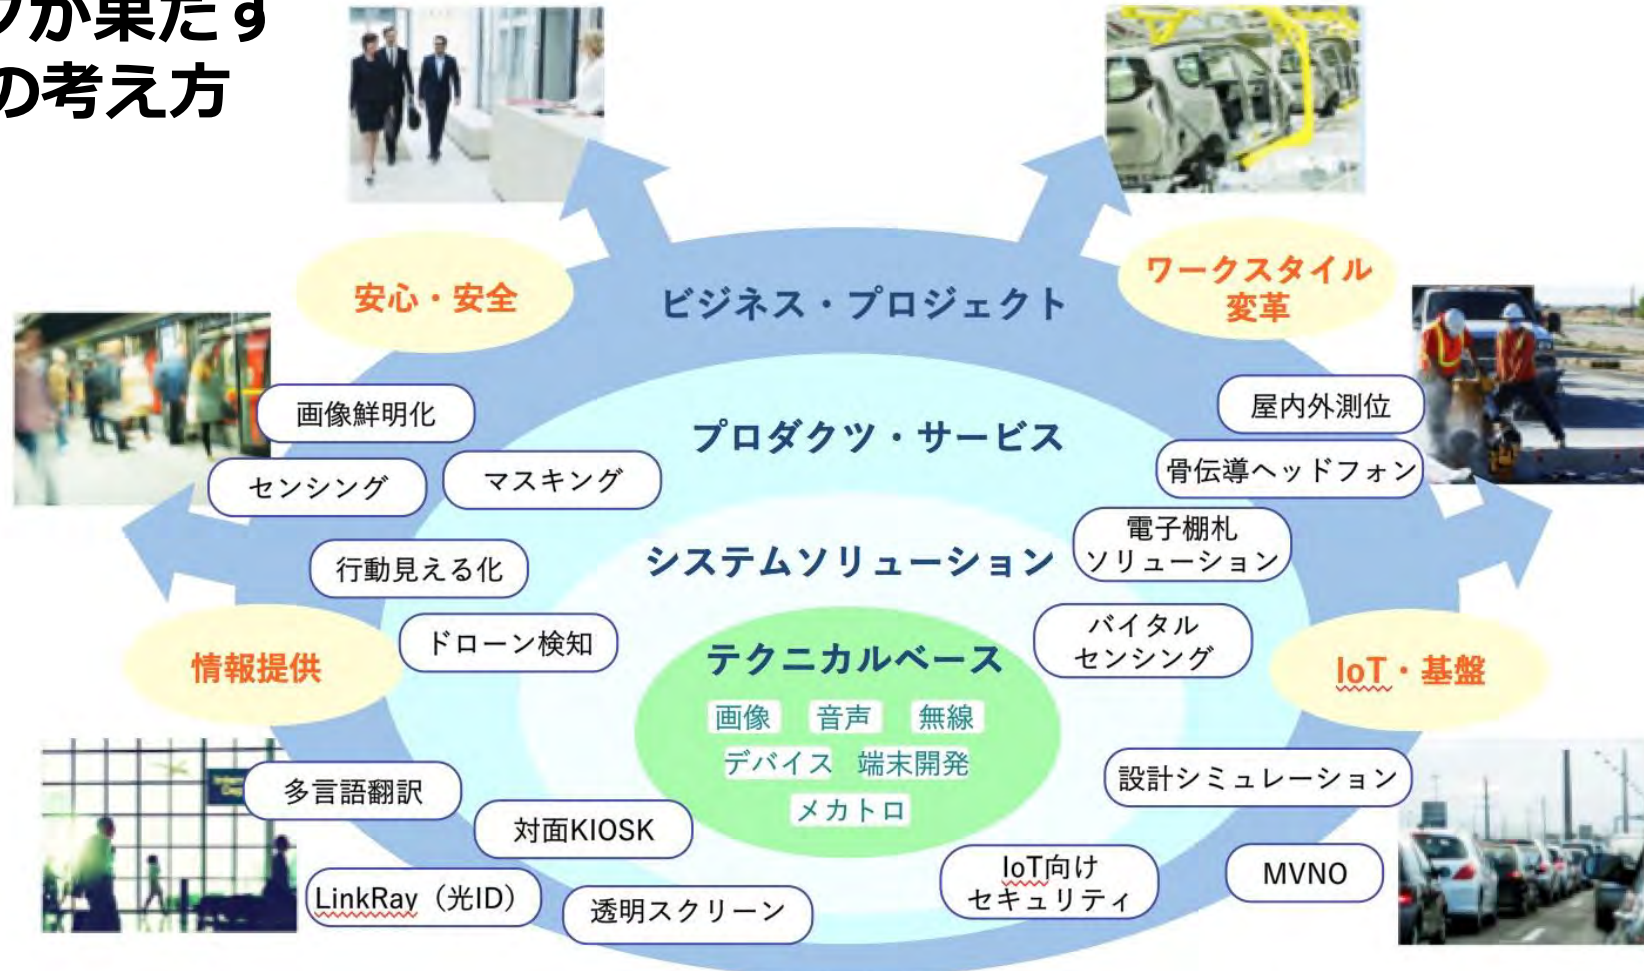 が果たす
の考え方
安心・安全
ビジネス・プロジェクト
ワークスタイル
変革
画像鮮明化
センシング
マスキング
行動見える化
ドローン検知
プロダクツ・サービス
システムソリューション
屋内外測位
骨伝導ヘッドフォン
電子棚札
ソリューション
バイタル
センシング
情報提供
テクニカルベース
画像 音声 無線
デバイス 端末開発
メカトロ
IoT・基盤
多言語翻訳
対面KIOSK
LinkRay（光ID）
透明スクリーン
設計シミュレーション
IoT向け
セキュリティ
MVNO